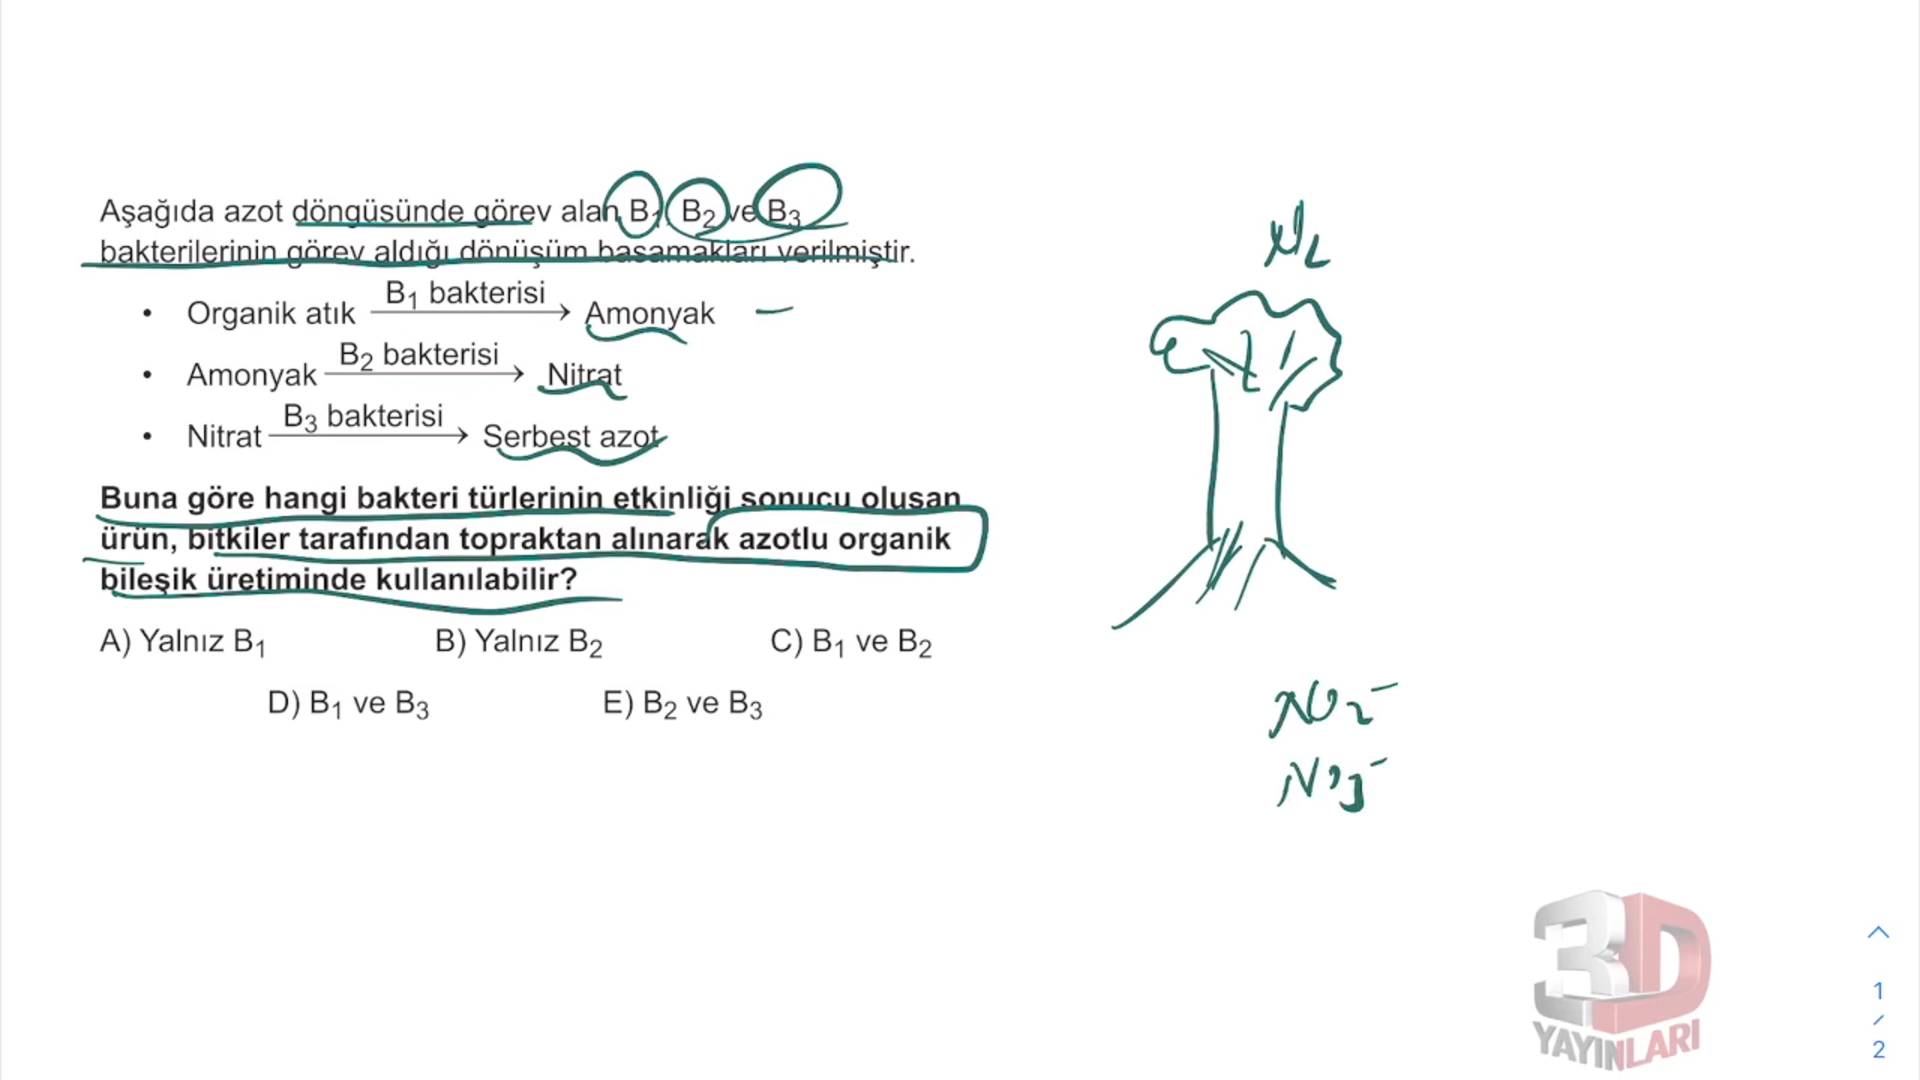 Aşağıda azot döngüsünde görev alan B₁, B₂ ve B₃
bakterilerinin görev aldığı dönüşüm basamakları verilmiştir.
• Organik atık B₁ bakterisi → Amonyak
• Amonyak B₂ bakterisi → Nitrat
• Nitrat B₃ bakterisi → Serbest azot
Buna göre hangi bakteri türlerinin etkinliği sonucu oluşan
ürün, bitkiler tarafından topraktan alınarak azotlu organik
bileşik üretiminde kullanılabilir?
A) Yalnız B₁ B) Yalnız B₂ C) B₁ ve B₂
D) B₁ ve B₃ E) B₂ ve B₃
N₂
NO₂⁻
NO₃⁻
3D
YAYINLARI
1
/
2